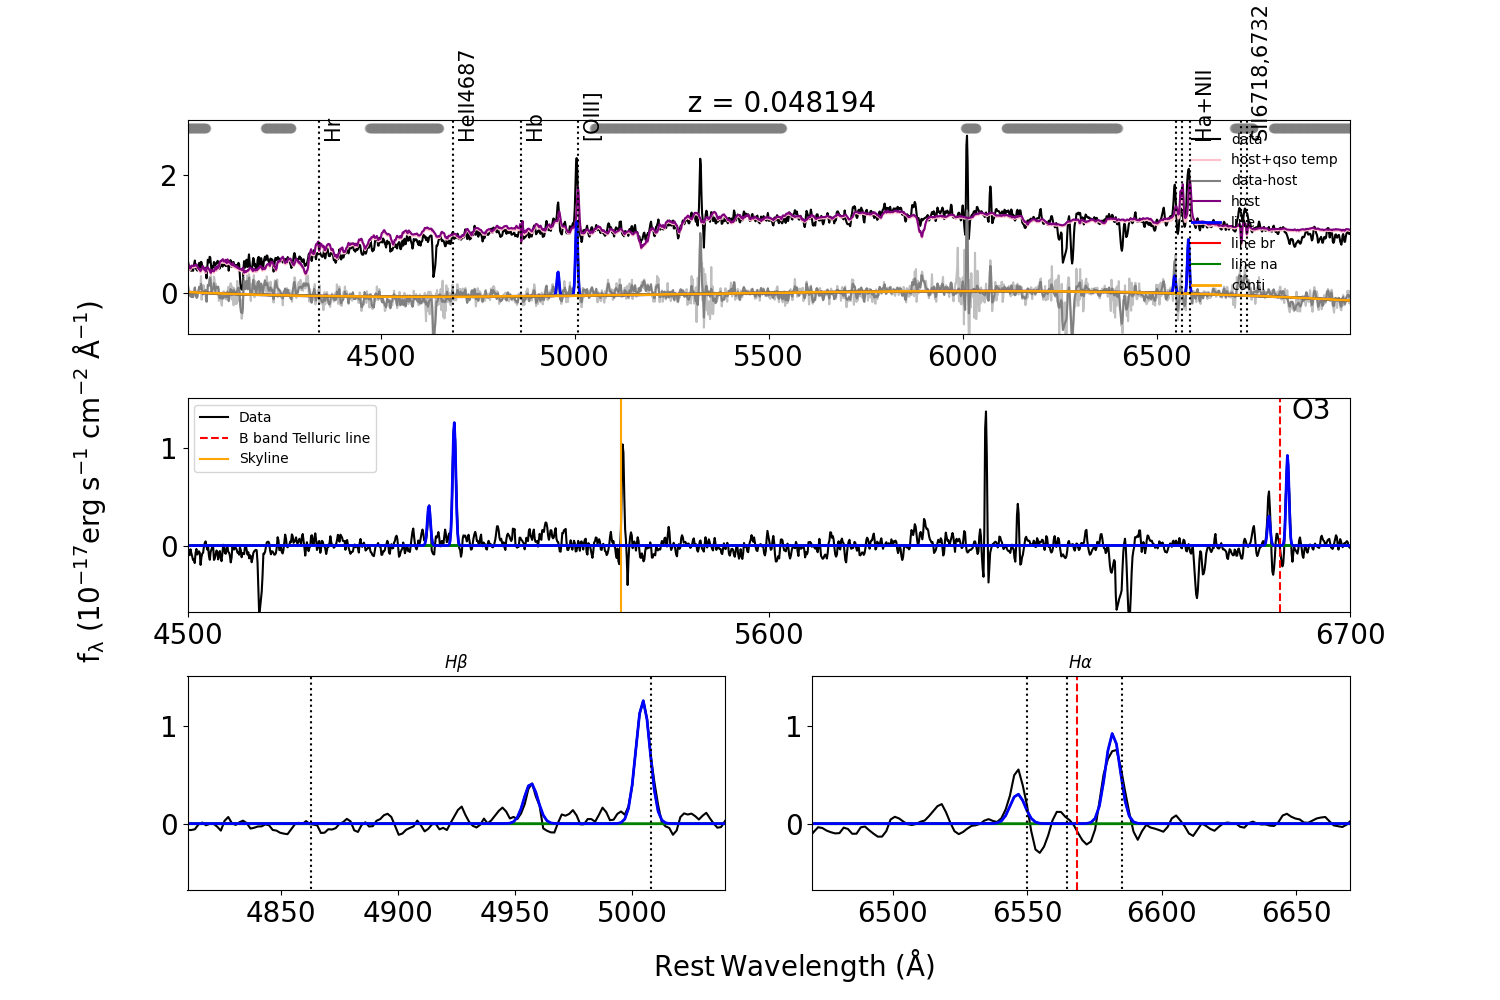 z = 0.048194
Hr
HeII4687
Hb
[OIII]
Ha+NII
SII6718,6732
data
host+qso temp
data-host
host
line
line br
line na
conti
2
0
4500 5000 5500 6000 6500
Data
B band Telluric line
Skyline
O3
1
0
4500 5600 6700
fλ (10⁻¹⁷erg s⁻¹ cm⁻² Å⁻¹)
Hβ
1
0
4850 4900 4950 5000
Hα
1
0
6500 6550 6600 6650
Rest Wavelength (Å)